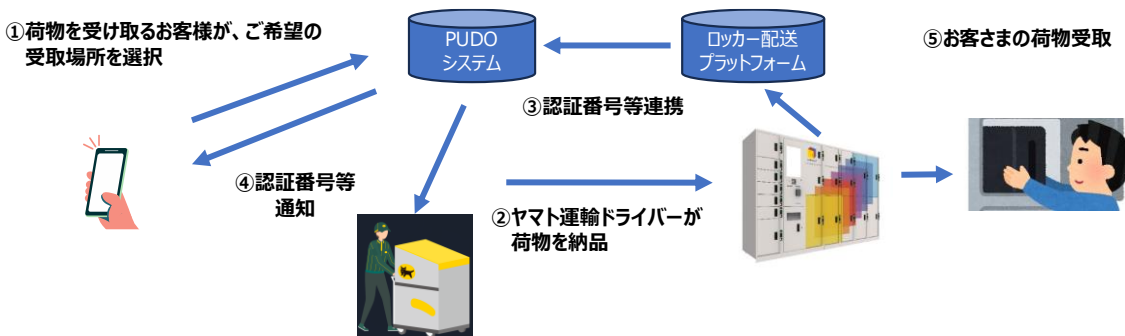 ①荷物を受け取るお客様が、ご希望の
受取場所を選択
PUDO
システム
ロッカー配送
プラットフォーム
⑤お客さまの荷物受取
③認証番号等連携
④認証番号等
通知
②ヤマト運輸ドライバーが
荷物を納品